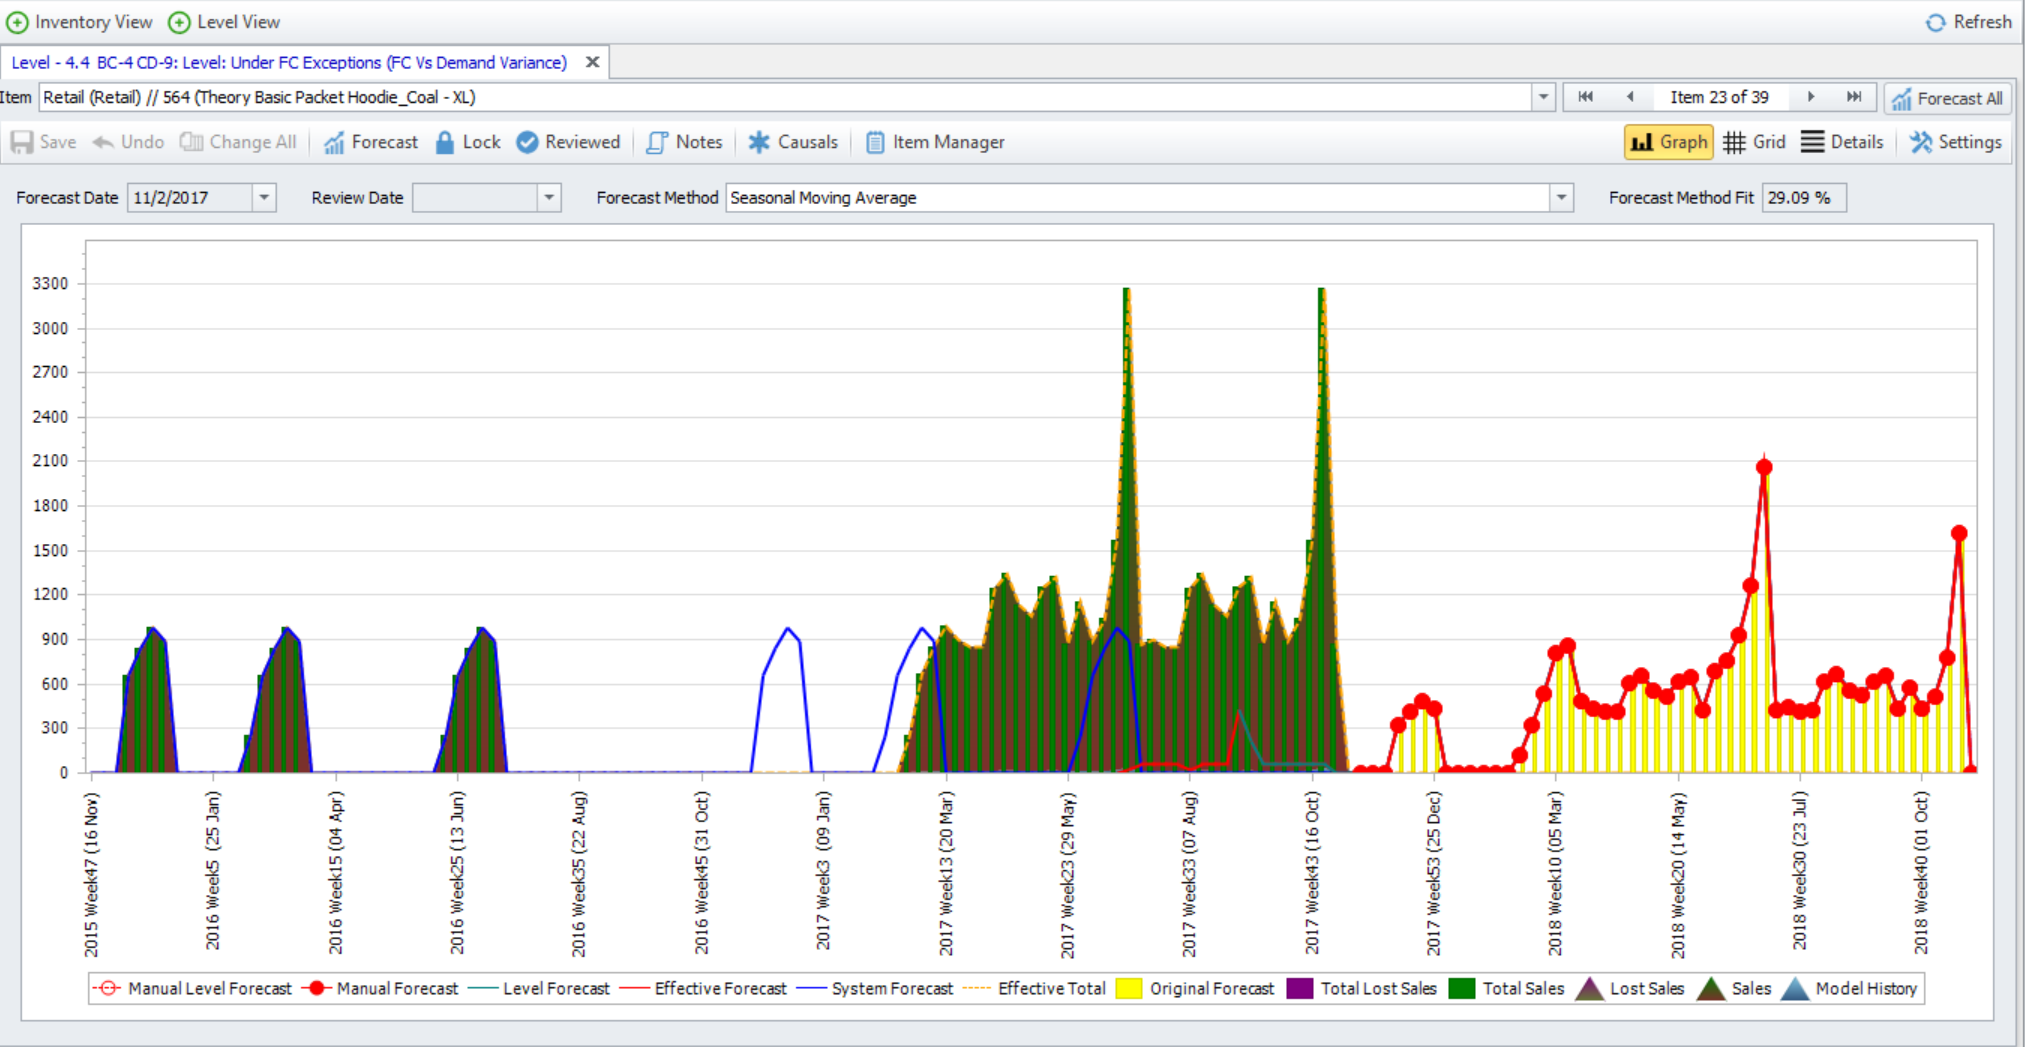 Inventory View Level View Refresh
Level - 4.4 BC-4 CD-9: Level: Under FC Exceptions (FC Vs Demand Variance)
Item Retail (Retail) // 564 (Theory Basic Packet Hoodie_Coal - XL) Item 23 of 39 Forecast All
Save Undo Change All Forecast Lock Reviewed Notes Causals Item Manager Graph Grid Details Settings
Forecast Date 11/2/2017 Review Date Forecast Method Seasonal Moving Average Forecast Method Fit 29.09 %
3300
3000
2700
2400
2100
1800
1500
1200
900
600
300
0
2015 Week47 (16 Nov)
2016 Week5 (25 Jan)
2016 Week15 (04 Apr)
2016 Week25 (13 Jun)
2016 Week35 (22 Aug)
2016 Week45 (31 Oct)
2017 Week3 (09 Jan)
2017 Week13 (20 Mar)
2017 Week23 (29 May)
2017 Week33 (07 Aug)
2017 Week43 (16 Oct)
2017 Week53 (25 Dec)
2018 Week10 (05 Mar)
2018 Week20 (14 May)
2018 Week30 (23 Jul)
2018 Week40 (01 Oct)
Manual Level Forecast Manual Forecast Level Forecast Effective Forecast System Forecast Effective Total Original Forecast Total Lost Sales Total Sales Lost Sales Sales Model History